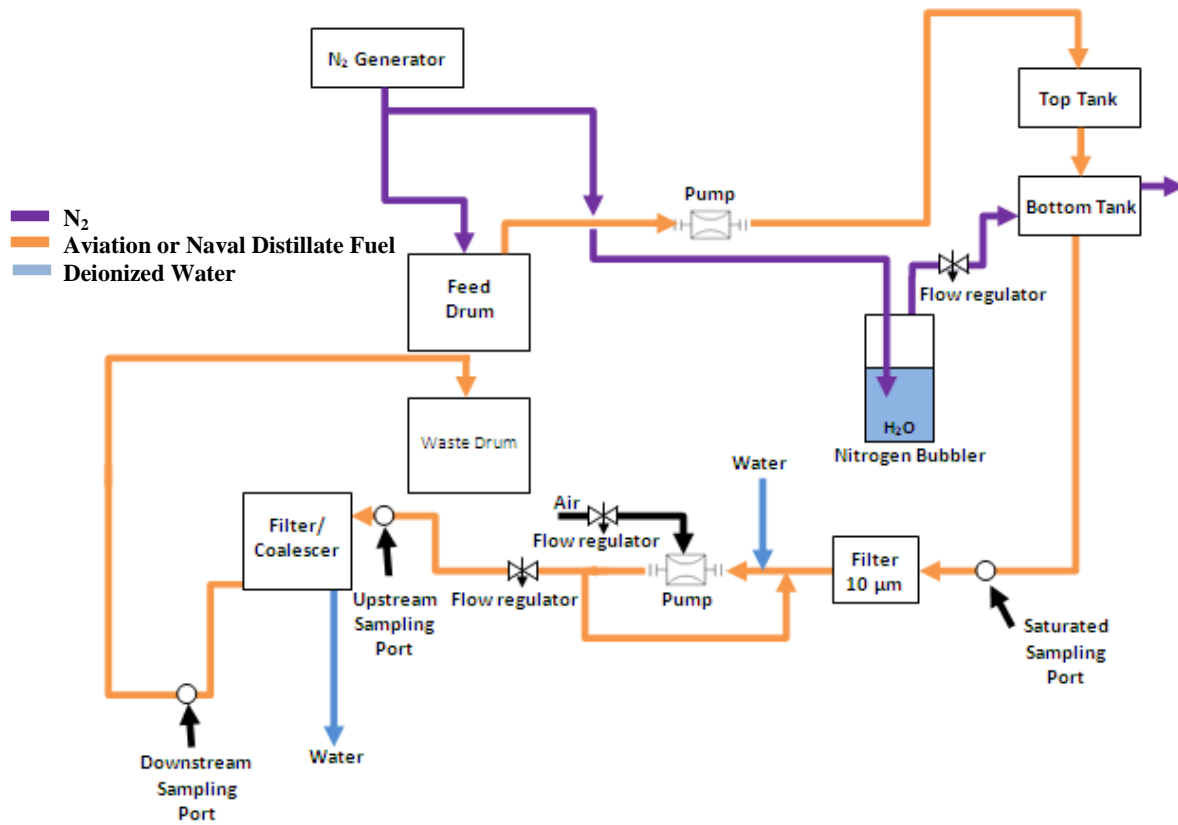 N₂ Generator
Top Tank
Pump
Bottom Tank
N₂
Aviation or Naval Distillate Fuel
Deionized Water
Feed
Drum
Flow regulator
Waste Drum
H₂O
Nitrogen Bubbler
Water
Air
Flow regulator
Filter/
Coalescer
Filter
10 µm
Flow regulator
Pump
Upstream
Sampling
Port
Saturated
Sampling
Port
Water
Downstream
Sampling
Port